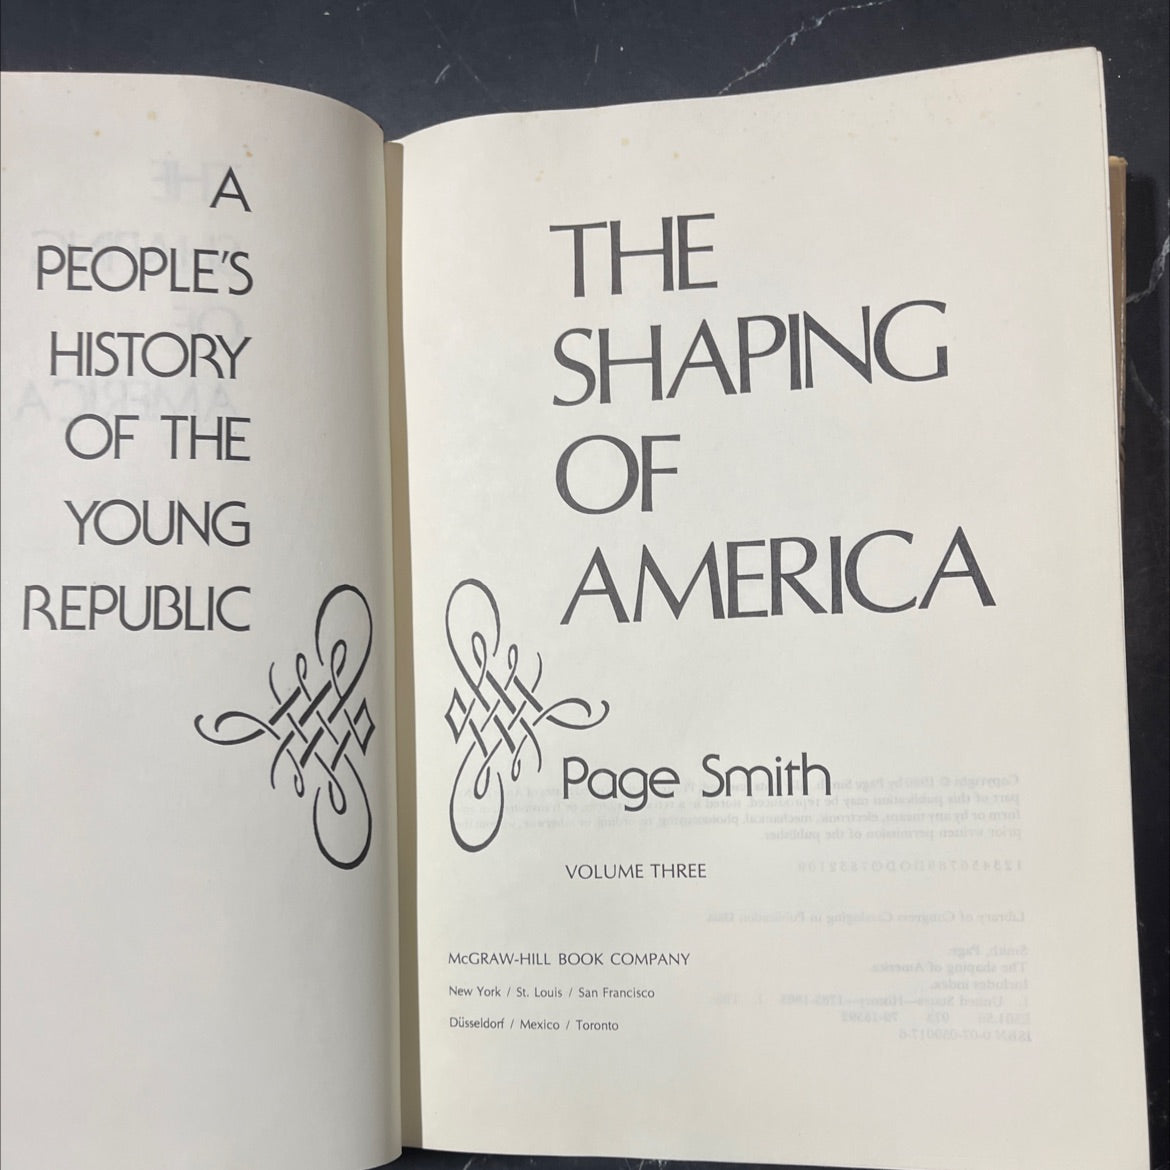 A
PEOPLE'S
HISTORY
OF THE
YOUNG
REPUBLIC
THE
SHAPING
OF
AMERICA
Page Smith
VOLUME THREE
McGRAW-HILL BOOK COMPANY
New York / St. Louis / San Francisco
Düsseldorf / Mexico / Toronto